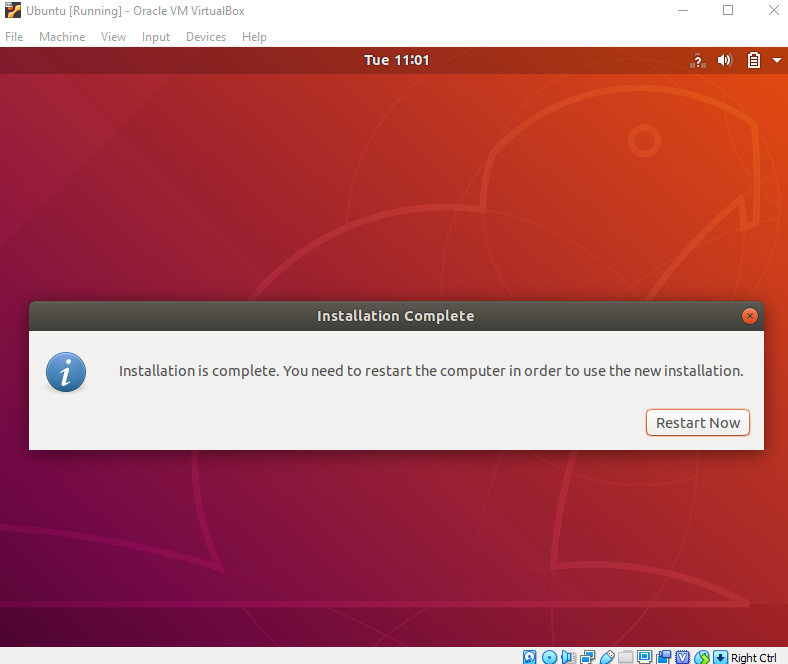 Ubuntu [Running] - Oracle VM VirtualBox
File Machine View Input Devices Help
Tue 11:01
?
Installation Complete
i
Installation is complete. You need to restart the computer in order to use the new installation.
Restart Now
V
Right Ctrl